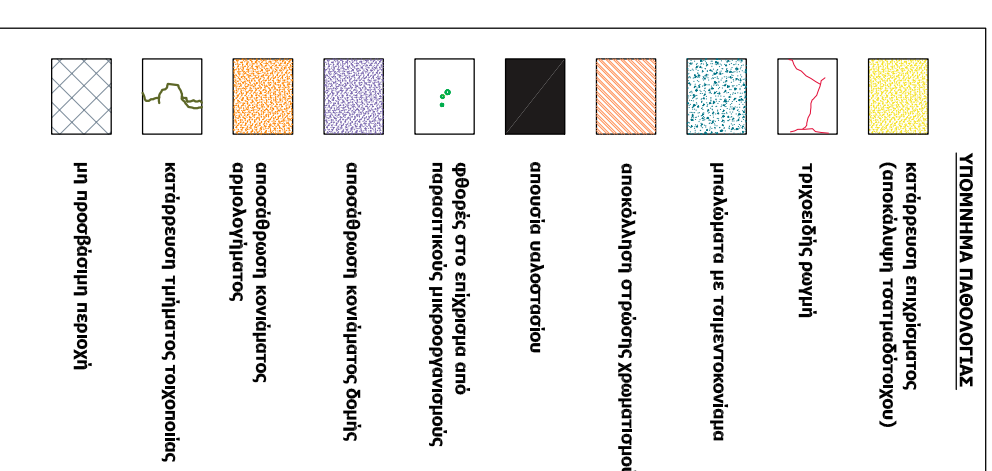 ΥΠΟΜΝΗΜΑ ΠΑΘΟΛΟΓΙΑΣ
κατάρρευση επιχρίσματος
(αποκάλυψη τσατμαδότοιχου)
τριχοειδής ρωγμή
μπαλώματα με τσιμεντοκονίαμα
αποκόλληση στρώσης χρωματισμού
απουσία υαλοστασίου
φθορές στο επίχρισμα από
παρασιτικούς μικροοργανισμούς
αποσάθρωση κονιάματος δομής
αποσάθρωση κονιάματος
αρμολογήματος
κατάρρευση τμήματος τοιχοποιίας
μη προσβάσιμη περιοχή